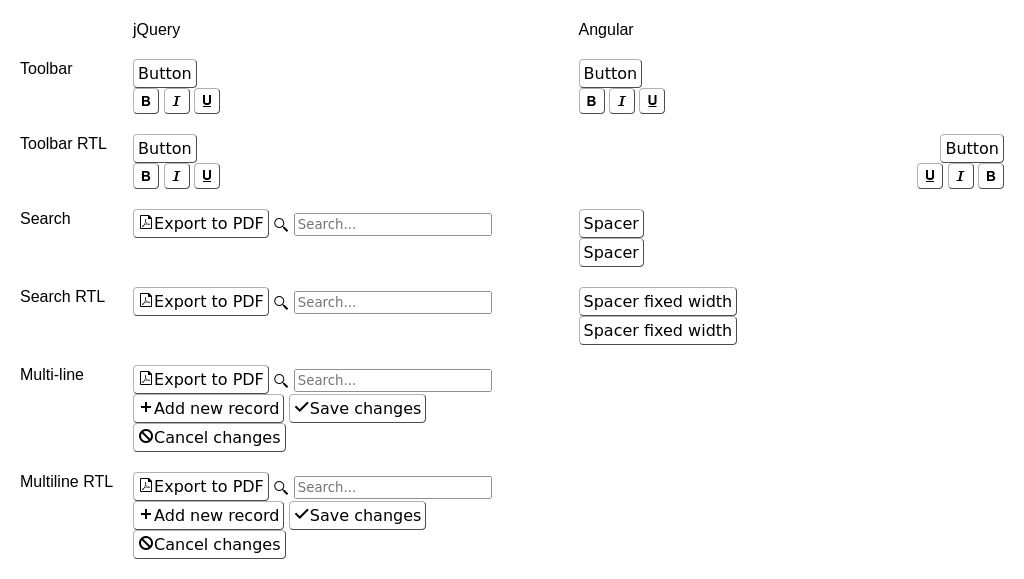 jQuery Angular
Toolbar Button Button
B I U B I U
Toolbar RTL Button Button
B I U U I B
Search Export to PDF Search... Spacer
Spacer
Search RTL Export to PDF Search... Spacer fixed width
Spacer fixed width
Multi-line Export to PDF Search...
Add new record Save changes
Cancel changes
Multiline RTL Export to PDF Search...
Add new record Save changes
Cancel changes